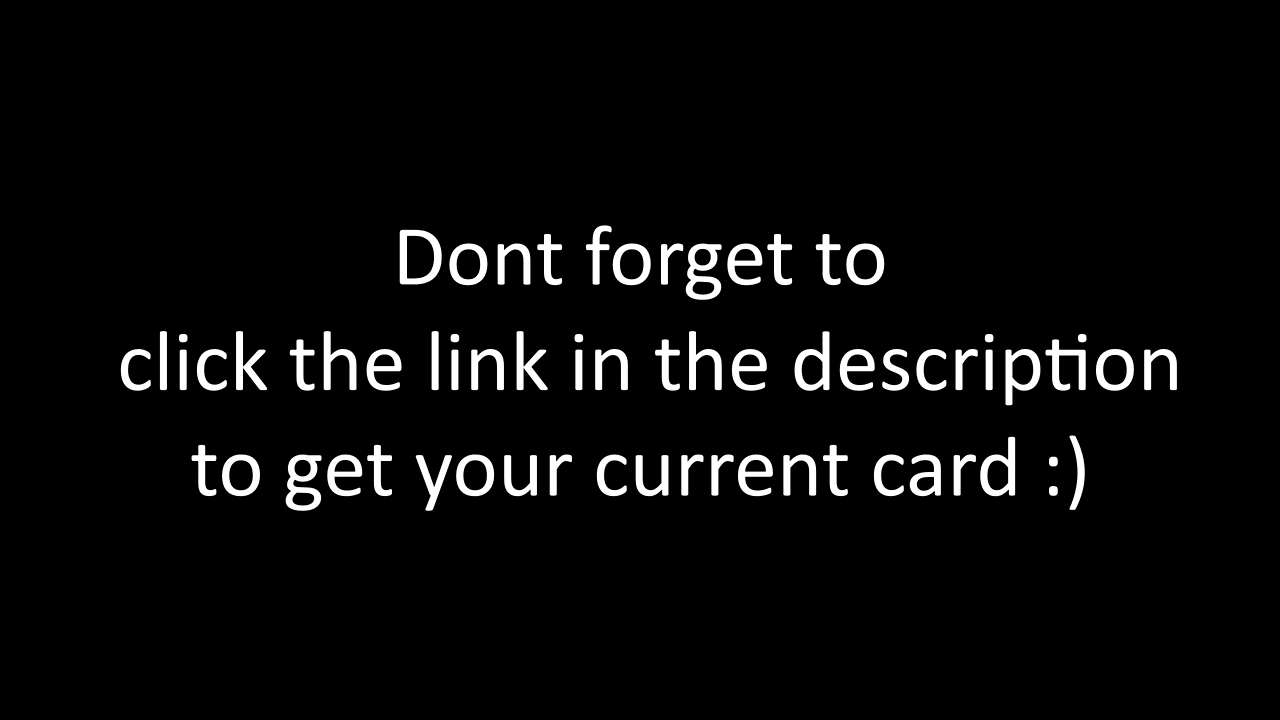 Dont forget to
click the link in the description
to get your current card :)